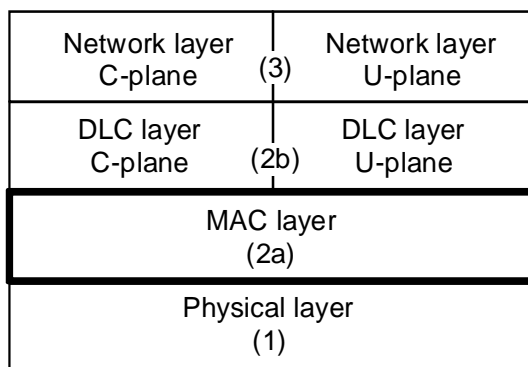 Network layer
C-plane
(3)
Network layer
U-plane
DLC layer
C-plane
(2b)
DLC layer
U-plane
MAC layer
(2a)
Physical layer
(1)